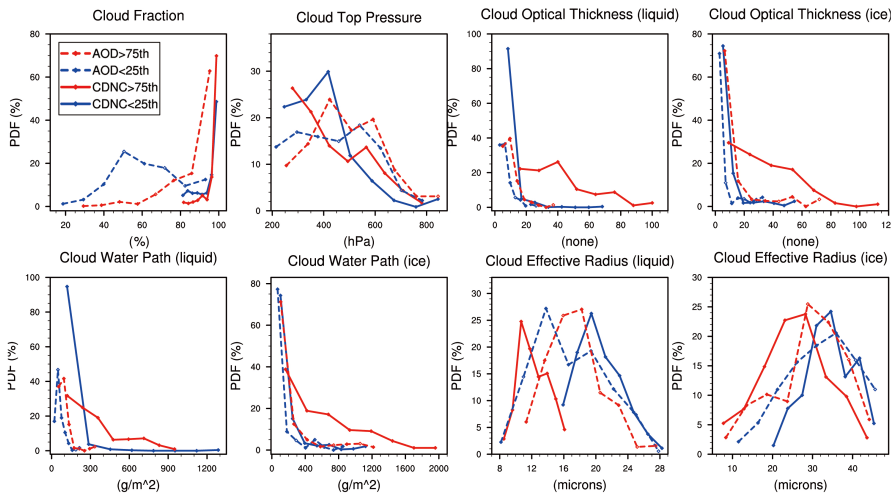 Cloud Fraction
PDF (%)
80
60
40
20
0
AOD>75th
AOD<25th
CDNC>75th
CDNC<25th
20 40 60 80 100
(%)
Cloud Top Pressure
PDF (%)
30
20
10
0
200 400 600 800
(hPa)
Cloud Optical Thickness (liquid)
PDF (%)
100
80
60
40
20
0
0 20 40 60 80 100
(none)
Cloud Optical Thickness (ice)
PDF (%)
80
60
40
20
0
0 20 40 60 80 100 12
(none)
Cloud Water Path (liquid)
PDF (%)
100
80
60
40
20
0
0 300 600 900 1200
(g/m^2)
Cloud Water Path (ice)
PDF (%)
80
60
40
20
0
0 400 800 1200 1600 2000
(g/m^2)
Cloud Effective Radius (liquid)
PDF (%)
30
25
20
15
10
5
0
8 12 16 20 24 28
(microns)
Cloud Effective Radius (ice)
PDF (%)
30
25
20
15
10
5
0
10 20 30 40
(microns)